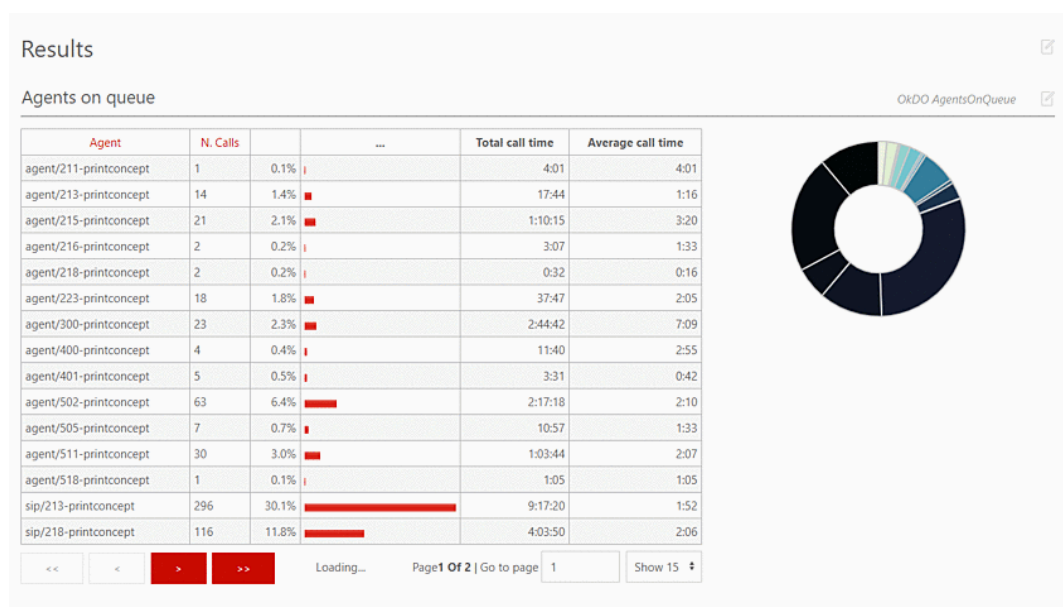 Results
Agents on queue OkDO AgentsOnQueue
Agent N. Calls ... Total call time Average call time
agent/211-printconcept 1 0.1% 4:01 4:01
agent/213-printconcept 14 1.4% 17:44 1:16
agent/215-printconcept 21 2.1% 1:10:15 3:20
agent/216-printconcept 2 0.2% 3:07 1:33
agent/218-printconcept 2 0.2% 0:32 0:16
agent/223-printconcept 18 1.8% 37:47 2:05
agent/300-printconcept 23 2.3% 2:44:42 7:09
agent/400-printconcept 4 0.4% 11:40 2:55
agent/401-printconcept 5 0.5% 3:31 0:42
agent/502-printconcept 63 6.4% 2:17:18 2:10
agent/505-printconcept 7 0.7% 10:57 1:33
agent/511-printconcept 30 3.0% 1:03:44 2:07
agent/518-printconcept 1 0.1% 1:05 1:05
sip/213-printconcept 296 30.1% 9:17:20 1:52
sip/218-printconcept 116 11.8% 4:03:50 2:06
<< < > >> Loading... Page1 Of 2 | Go to page 1 Show 15